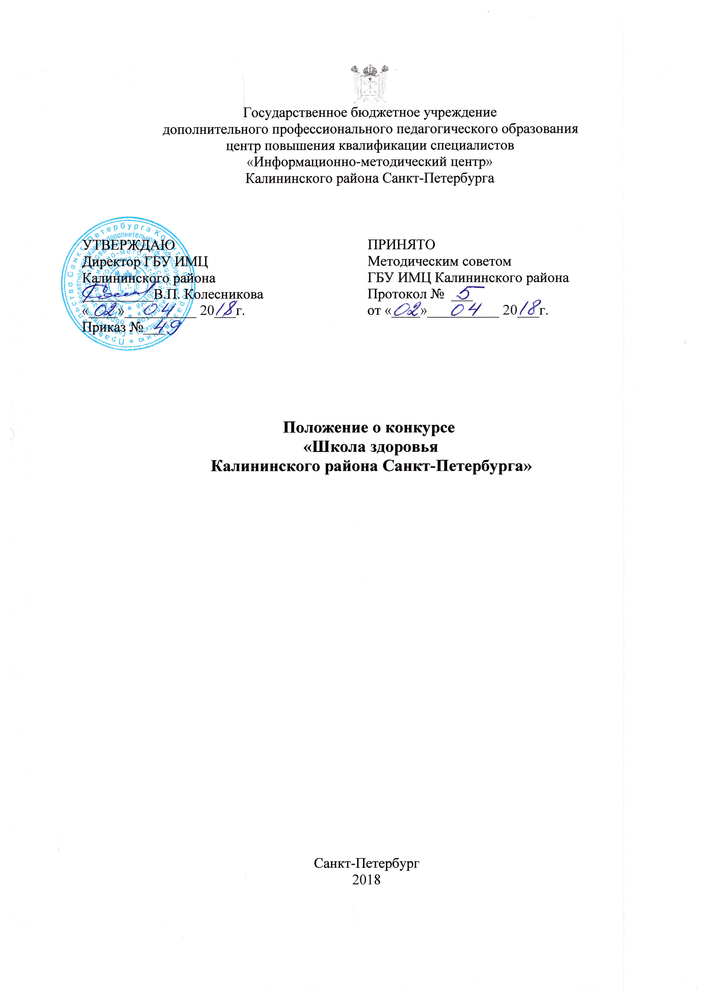 Государственное бюджетное учреждение
дополнительного профессионального педагогического образования
центр повышения квалификации специалистов
«Информационно-методический центр»
Калининского района Санкт-Петербурга
УТВЕРЖДАЮ
Директор ГБУ ИМЦ
Калининского района
В.П. Колесникова
«02» 04 2018г.
Приказ № 49
ПРИНЯТО
Методическим советом
ГБУ ИМЦ Калининского района
Протокол № 5
от «02» 04 2018г.
Положение о конкурсе
«Школа здоровья
Калининского района Санкт-Петербурга»
Санкт-Петербург
2018